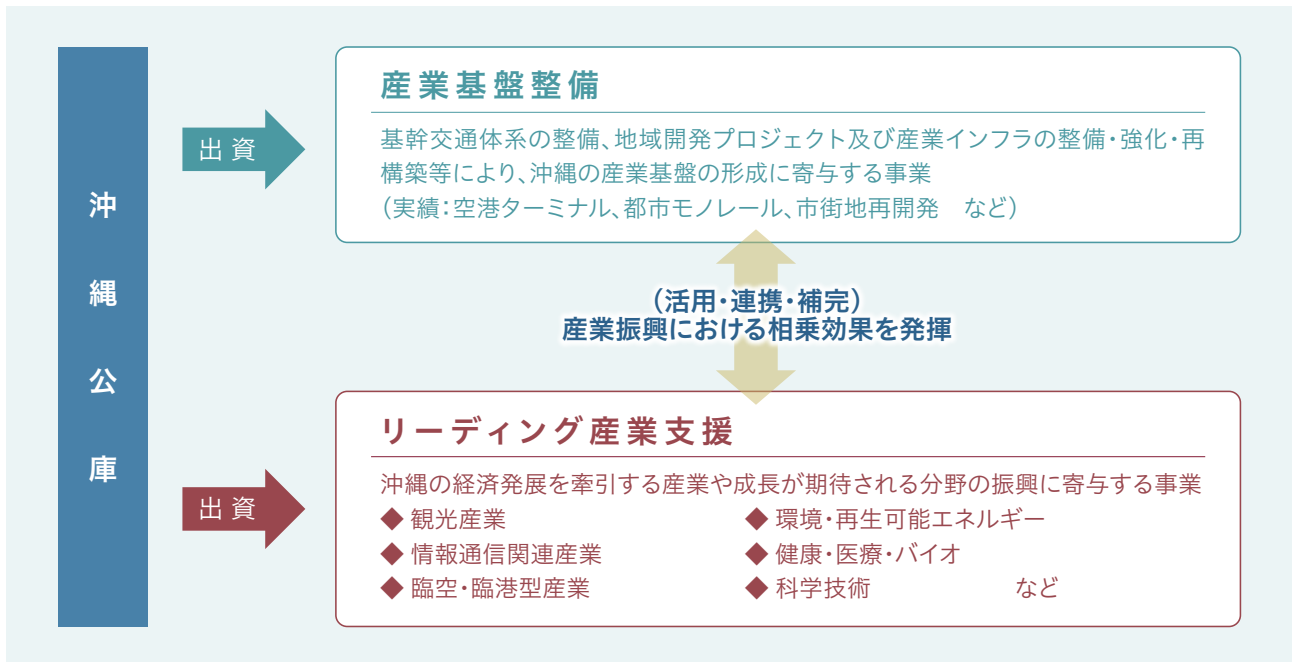 沖縄公庫
出資
産業基盤整備
基幹交通体系の整備、地域開発プロジェクト及び産業インフラの整備・強化・再
構築等により、沖縄の産業基盤の形成に寄与する事業
（実績：空港ターミナル、都市モノレール、市街地再開発　など）
（活用・連携・補完）
産業振興における相乗効果を発揮
出資
リーディング産業支援
沖縄の経済発展を牽引する産業や成長が期待される分野の振興に寄与する事業
◆ 観光産業
◆ 情報通信関連産業
◆ 臨空・臨港型産業
◆ 環境・再生可能エネルギー
◆ 健康・医療・バイオ
◆ 科学技術　など